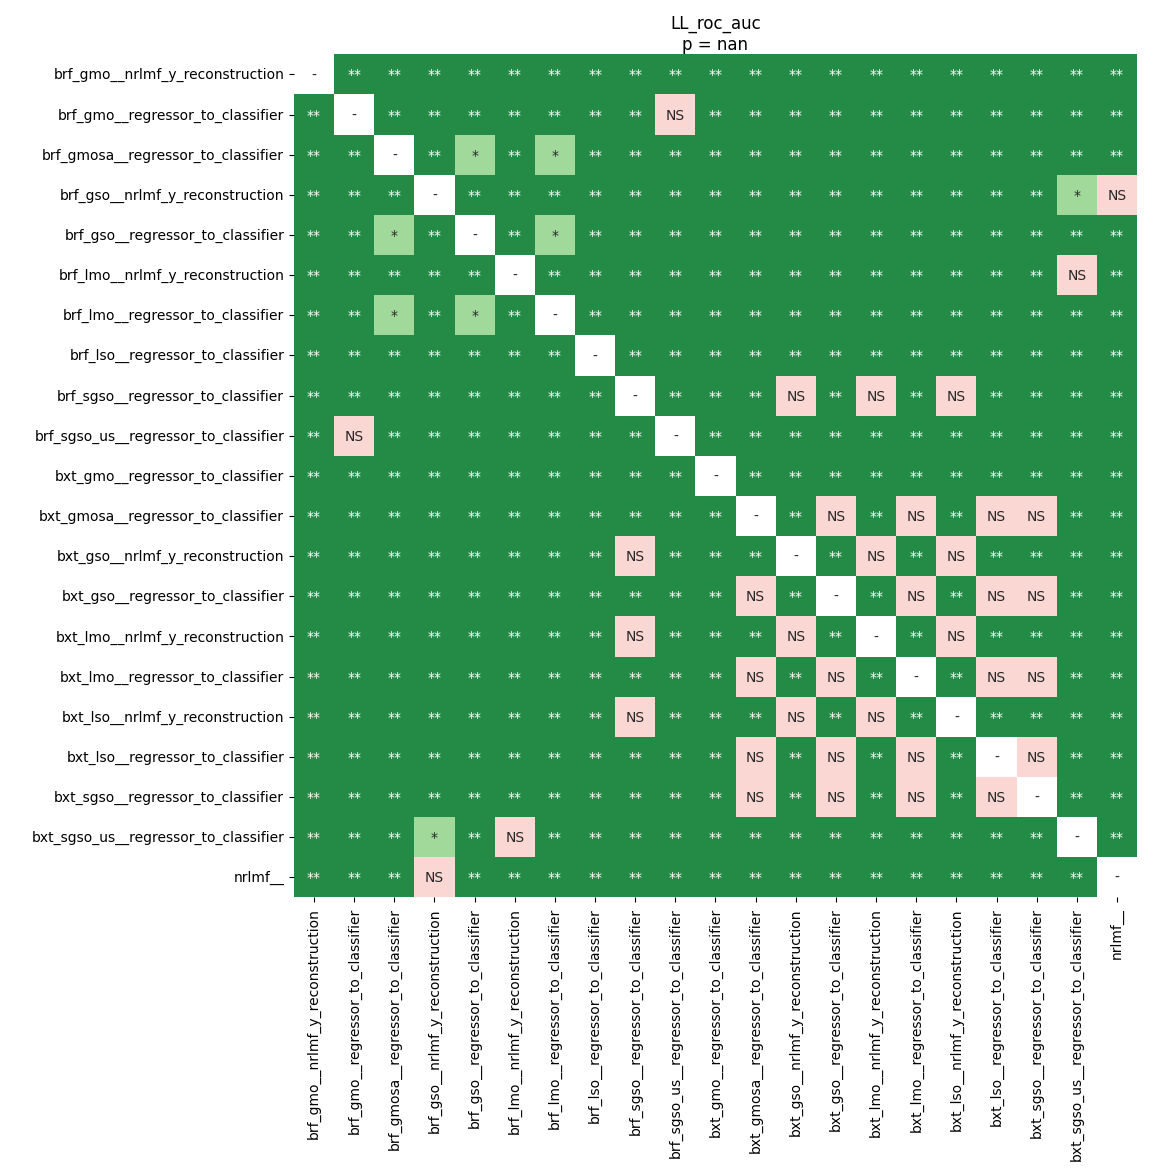 LL_roc_auc
p = nan
brf_gmo__nrlmf_y_reconstruction - ** ** ** ** ** ** ** ** ** ** ** ** ** ** ** ** ** ** ** **
brf_gmo__regressor_to_classifier ** - ** ** ** ** ** ** ** NS ** ** ** ** ** ** ** ** ** ** **
brf_gmosa__regressor_to_classifier ** ** - ** * ** * ** ** ** ** ** ** ** ** ** ** ** ** ** **
brf_gso__nrlmf_y_reconstruction ** ** ** - ** ** ** ** ** ** ** ** ** ** ** ** ** ** ** * NS
brf_gso__regressor_to_classifier ** ** * ** - ** * ** ** ** ** ** ** ** ** ** ** ** ** ** **
brf_lmo__nrlmf_y_reconstruction ** ** ** ** ** - ** ** ** ** ** ** ** ** ** ** ** ** ** NS **
brf_lmo__regressor_to_classifier ** ** * ** * ** - ** ** ** ** ** ** ** ** ** ** ** ** ** **
brf_lso__regressor_to_classifier ** ** ** ** ** ** ** - ** ** ** ** ** ** ** ** ** ** ** ** **
brf_sgso__regressor_to_classifier ** ** ** ** ** ** ** ** - ** ** ** NS ** NS ** NS ** ** ** **
brf_sgso_us__regressor_to_classifier ** NS ** ** ** ** ** ** ** - ** ** ** ** ** ** ** ** ** ** **
bxt_gmo__regressor_to_classifier ** ** ** ** ** ** ** ** ** ** - ** ** ** ** ** ** ** ** ** **
bxt_gmosa__regressor_to_classifier ** ** ** ** ** ** ** ** ** ** ** - ** NS ** NS ** NS NS ** **
bxt_gso__nrlmf_y_reconstruction ** ** ** ** ** ** ** ** NS ** ** ** - ** NS ** NS ** ** ** **
bxt_gso__regressor_to_classifier ** ** ** ** ** ** ** ** ** ** ** NS ** - ** NS ** NS NS ** **
bxt_lmo__nrlmf_y_reconstruction ** ** ** ** ** ** ** ** NS ** ** ** NS ** - ** NS ** ** ** **
bxt_lmo__regressor_to_classifier ** ** ** ** ** ** ** ** ** ** ** NS ** NS ** - ** NS NS ** **
bxt_lso__nrlmf_y_reconstruction ** ** ** ** ** ** ** ** NS ** ** ** NS ** NS ** - ** ** ** **
bxt_lso__regressor_to_classifier ** ** ** ** ** ** ** ** ** ** ** NS ** NS ** NS ** - NS ** **
bxt_sgso__regressor_to_classifier ** ** ** ** ** ** ** ** ** ** ** NS ** NS ** NS ** NS - ** **
bxt_sgso_us__regressor_to_classifier ** ** ** * ** NS ** ** ** ** ** ** ** ** ** ** ** ** ** - **
nrlmf__ ** ** ** NS ** ** ** ** ** ** ** ** ** ** ** ** ** ** ** ** -
brf_gmo__nrlmf_y_reconstruction
brf_gmo__regressor_to_classifier
brf_gmosa__regressor_to_classifier
brf_gso__nrlmf_y_reconstruction
brf_gso__regressor_to_classifier
brf_lmo__nrlmf_y_reconstruction
brf_lmo__regressor_to_classifier
brf_lso__regressor_to_classifier
brf_sgso__regressor_to_classifier
brf_sgso_us__regressor_to_classifier
bxt_gmo__regressor_to_classifier
bxt_gmosa__regressor_to_classifier
bxt_gso__nrlmf_y_reconstruction
bxt_gso__regressor_to_classifier
bxt_lmo__nrlmf_y_reconstruction
bxt_lmo__regressor_to_classifier
bxt_lso__nrlmf_y_reconstruction
bxt_lso__regressor_to_classifier
bxt_sgso__regressor_to_classifier
bxt_sgso_us__regressor_to_classifier
nrlmf__